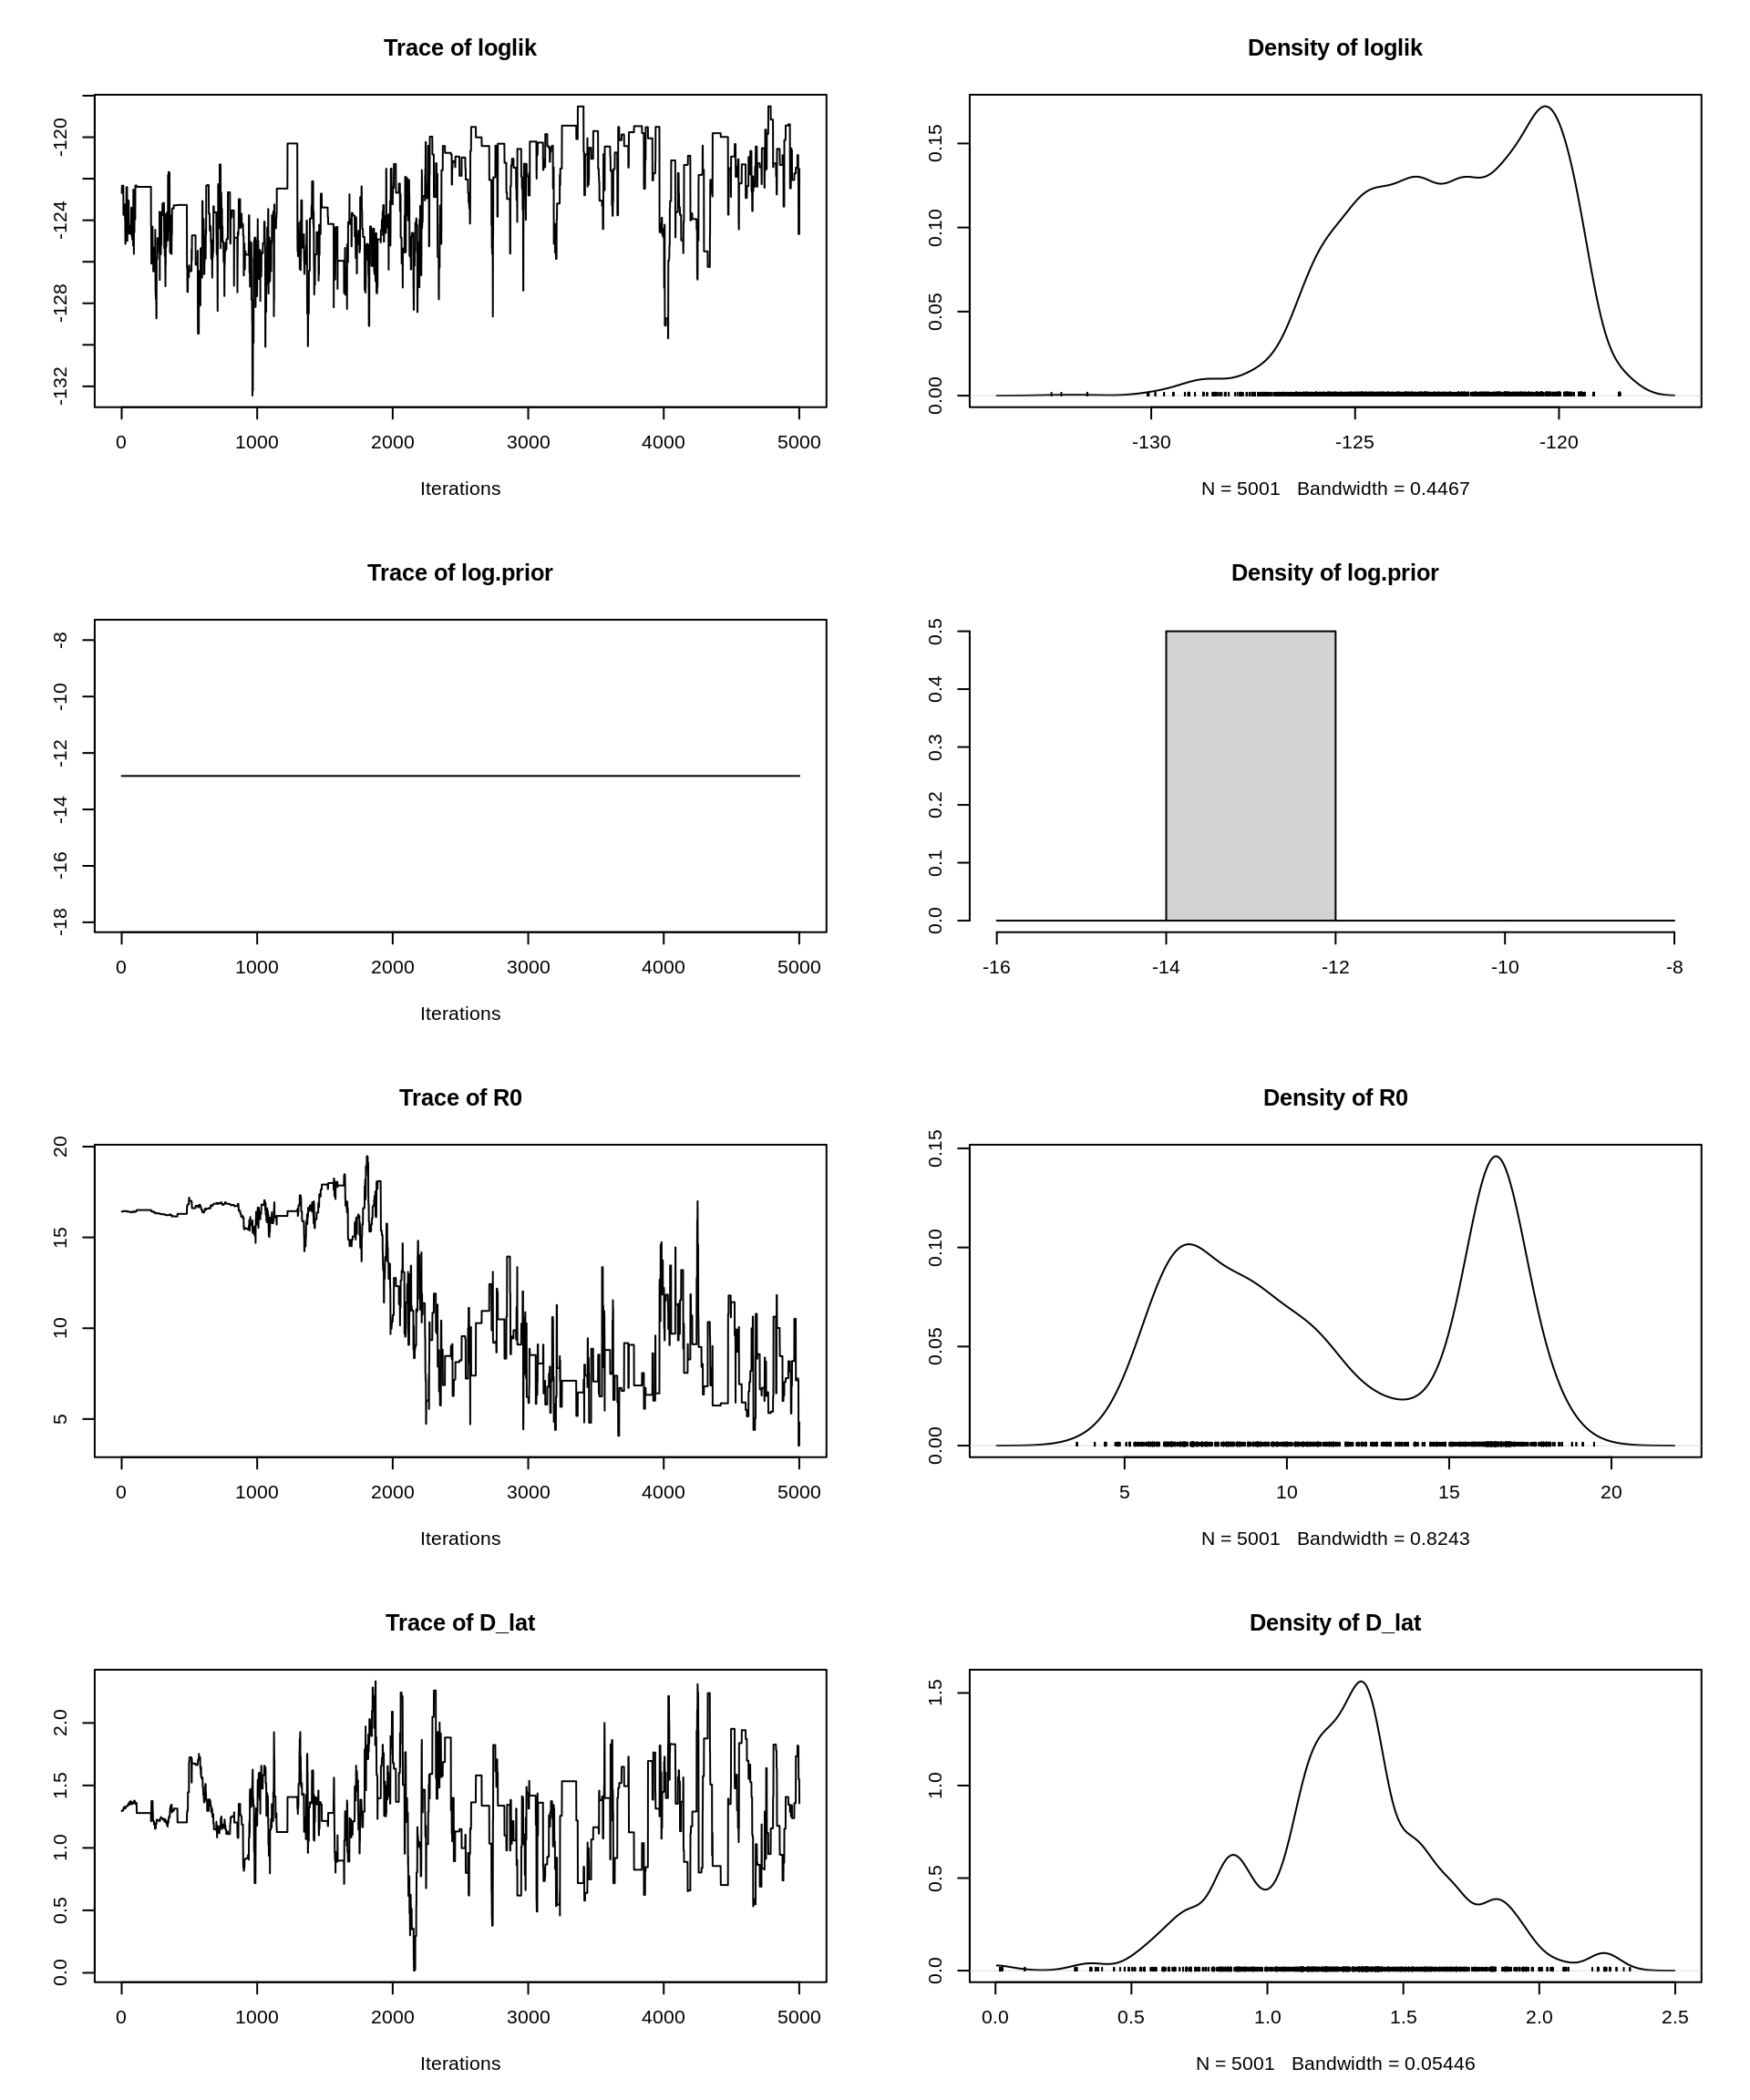 Trace of loglik
-120
-124
-128
-132
0 1000 2000 3000 4000 5000
Iterations
Density of loglik
0.15
0.10
0.05
0.00
-130 -125 -120
N = 5001 Bandwidth = 0.4467
Trace of log.prior
-8
-10
-12
-14
-16
-18
0 1000 2000 3000 4000 5000
Iterations
Density of log.prior
0.5
0.4
0.3
0.2
0.1
0.0
-16 -14 -12 -10 -8
Trace of R0
20
15
10
5
0 1000 2000 3000 4000 5000
Iterations
Density of R0
0.15
0.10
0.05
0.00
5 10 15 20
N = 5001 Bandwidth = 0.8243
Trace of D_lat
2.0
1.5
1.0
0.5
0.0
0 1000 2000 3000 4000 5000
Iterations
Density of D_lat
1.5
1.0
0.5
0.0
0.0 0.5 1.0 1.5 2.0 2.5
N = 5001 Bandwidth = 0.05446